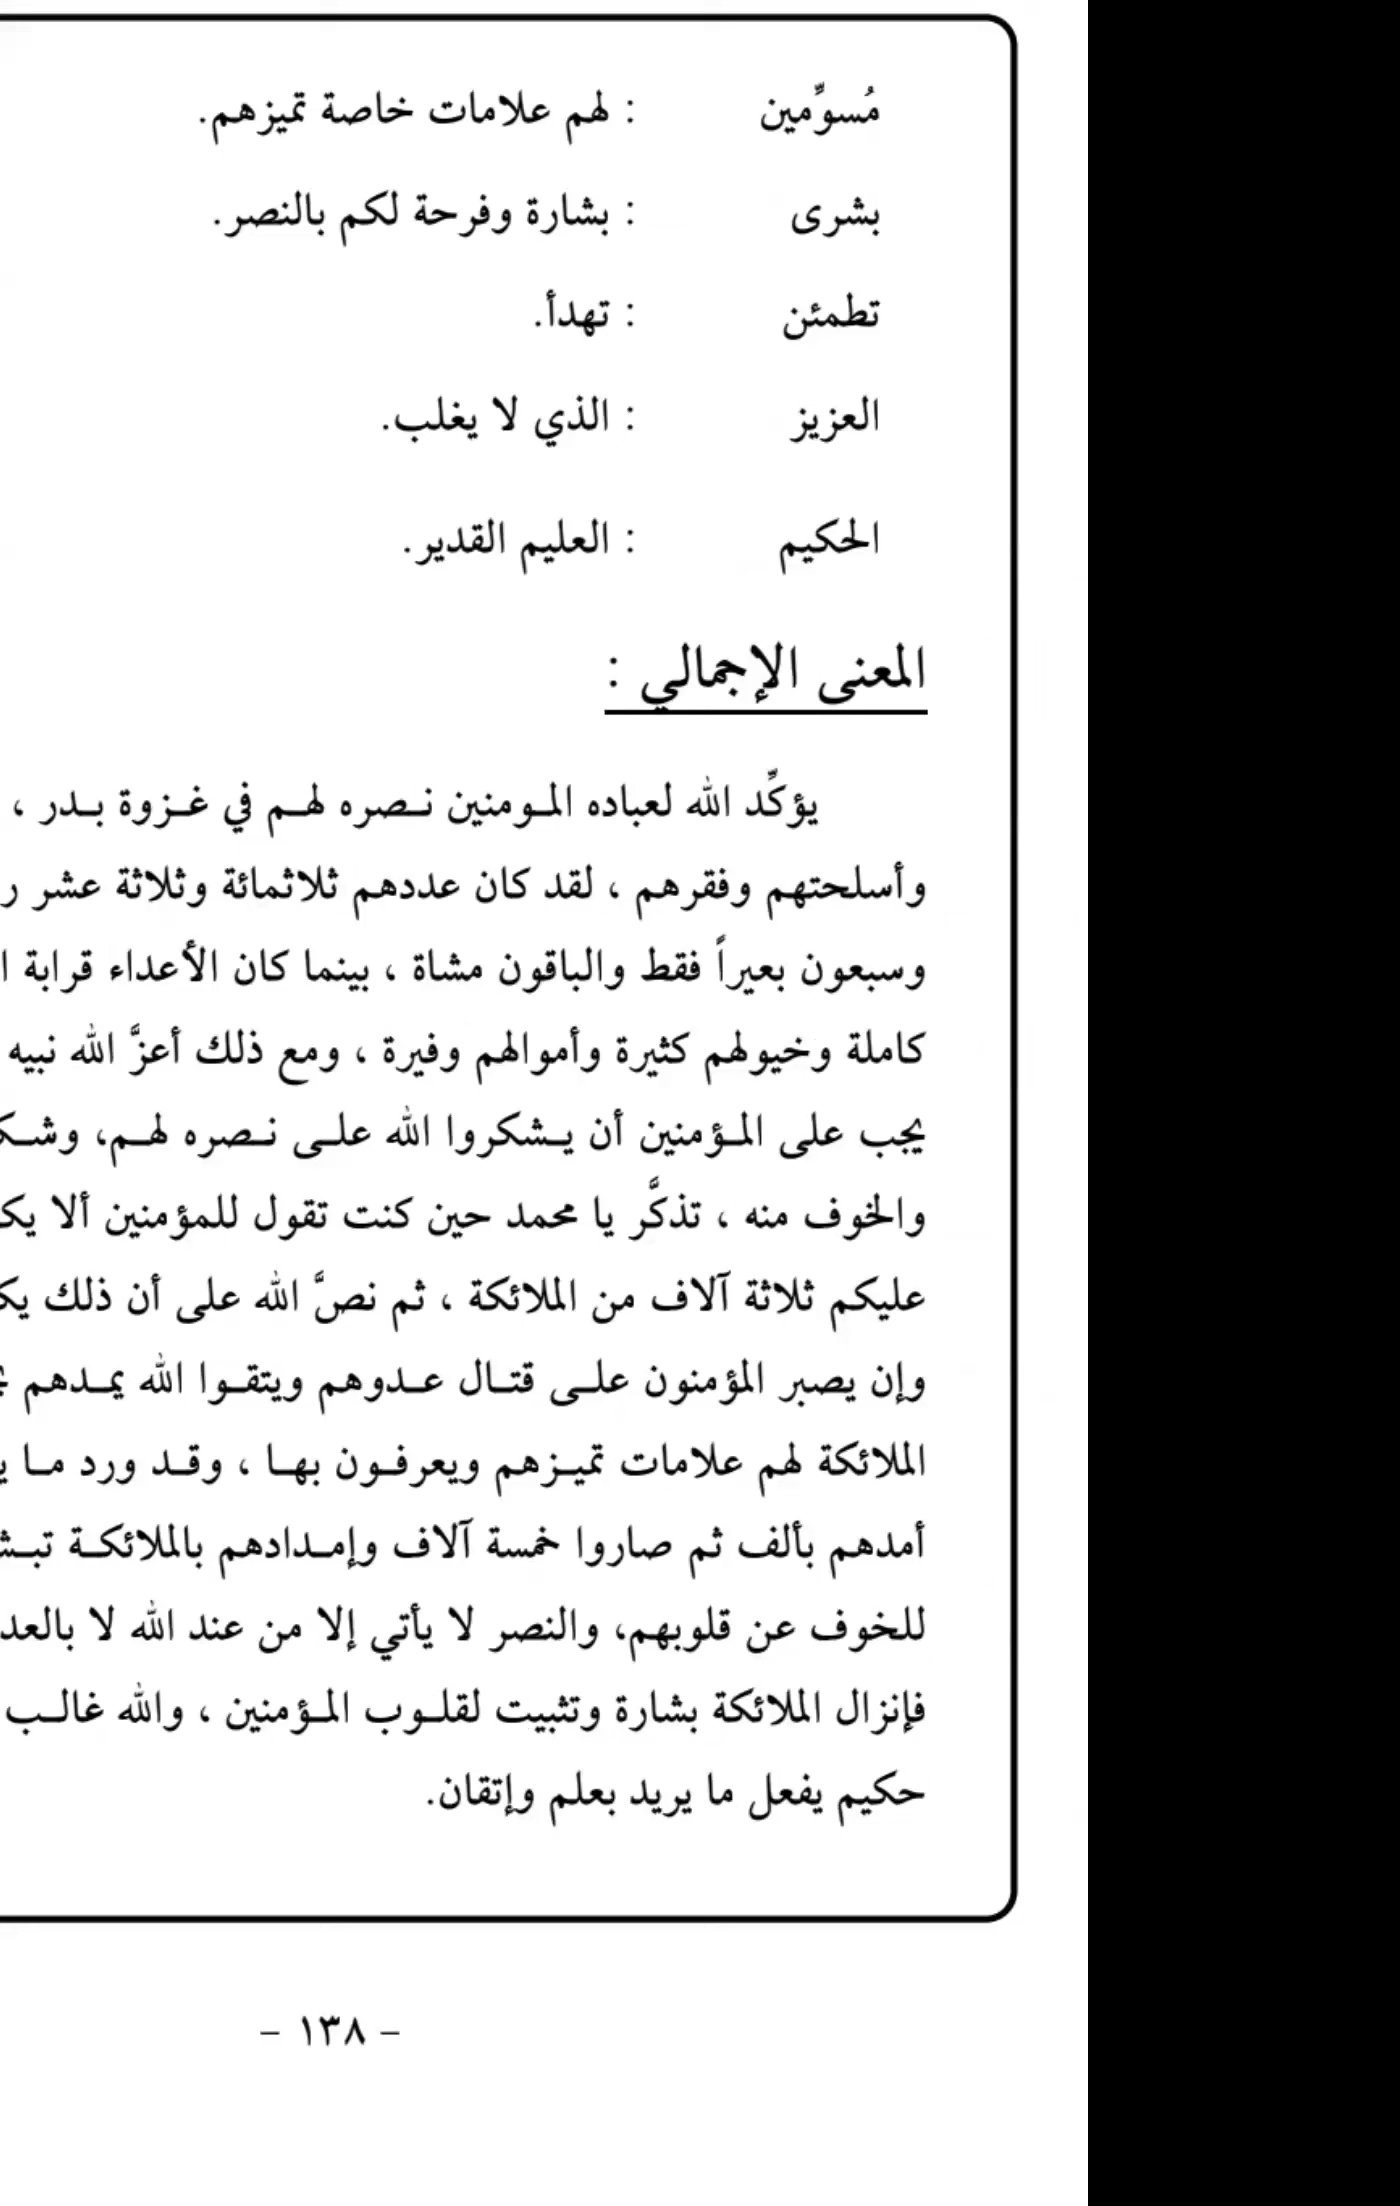 مُسوِّمين : لهم علامات خاصة تميزهم.
بشرى : بشارة وفرحة لكم بالنصر.
تطمئن : تهدأ.
العزيز : الذي لا يغلب.
الحكيم : العليم القدير.
المعنى الإجمالي :
يؤكِّد الله لعباده المومنين نصره لهم في غزوة بدر ،
وأسلحتهم وفقرهم ، لقد كان عددهم ثلاثمائة وثلاثة عشر
وسبعون بعيراً فقط والباقون مشاة ، بينما كان الأعداء قرابة
كاملة وخيولهم كثيرة وأموالهم وفيرة ، ومع ذلك أعزَّ الله نبيه
يجب على المؤمنين أن يشكروا الله على نصره لهم،
والخوف منه ، تذكَّر يا محمد حين كنت تقول للمؤمنين ألا
عليكم ثلاثة آلاف من الملائكة ، ثم نصَّ الله على أن ذلك
وإن يصبر المؤمنون على قتال عدوهم ويتقوا الله يمدهم
الملائكة لهم علامات تميزهم ويعرفون بها ، وقد ورد ما
أمدهم بألف ثم صاروا خمسة آلاف وإمدادهم بالملائكة
للخوف عن قلوبهم، والنصر لا يأتي إلا من عند الله لا
فإنزال الملائكة بشارة وتثبيت لقلوب المؤمنين ، والله غالب
حكيم يفعل ما يريد بعلم وإتقان.
- ١٣٨ -